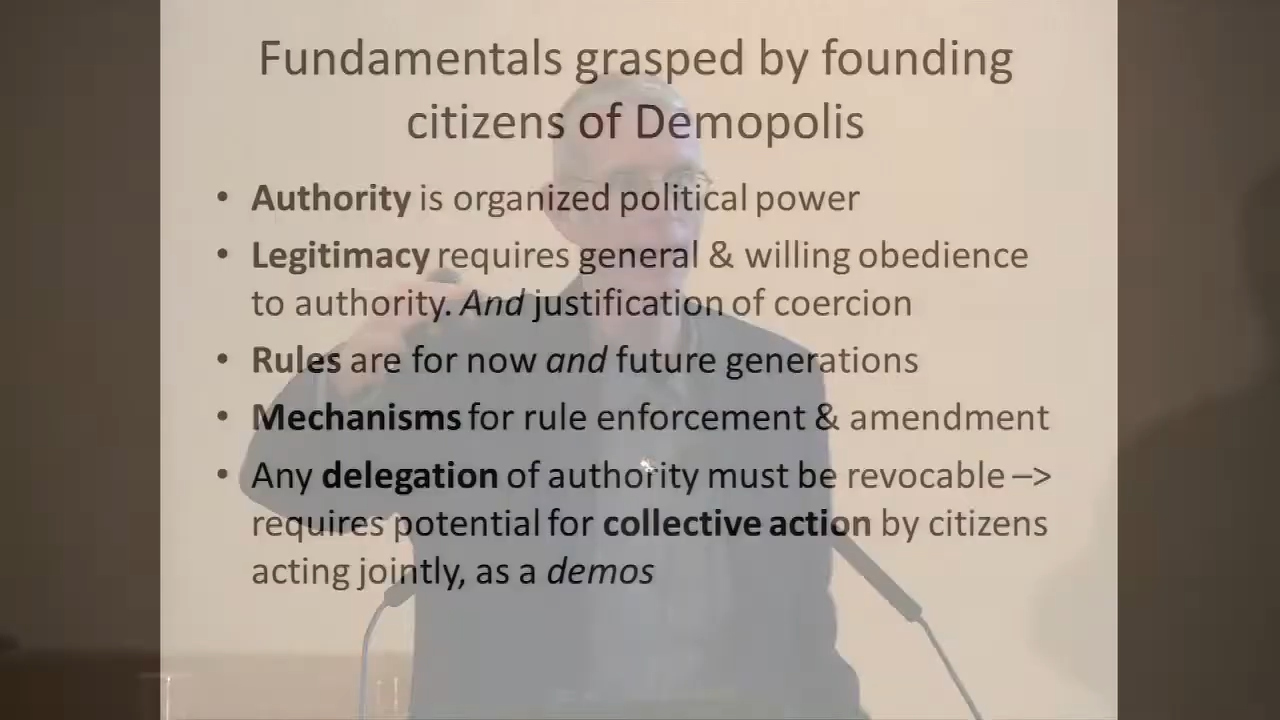 Fundamentals grasped by founding
citizens of Demopolis
• Authority is organized political power
• Legitimacy requires general & willing obedience
to authority. And justification of coercion
• Rules are for now and future generations
• Mechanisms for rule enforcement & amendment
• Any delegation of authority must be revocable –>
requires potential for collective action by citizens
acting jointly, as a demos